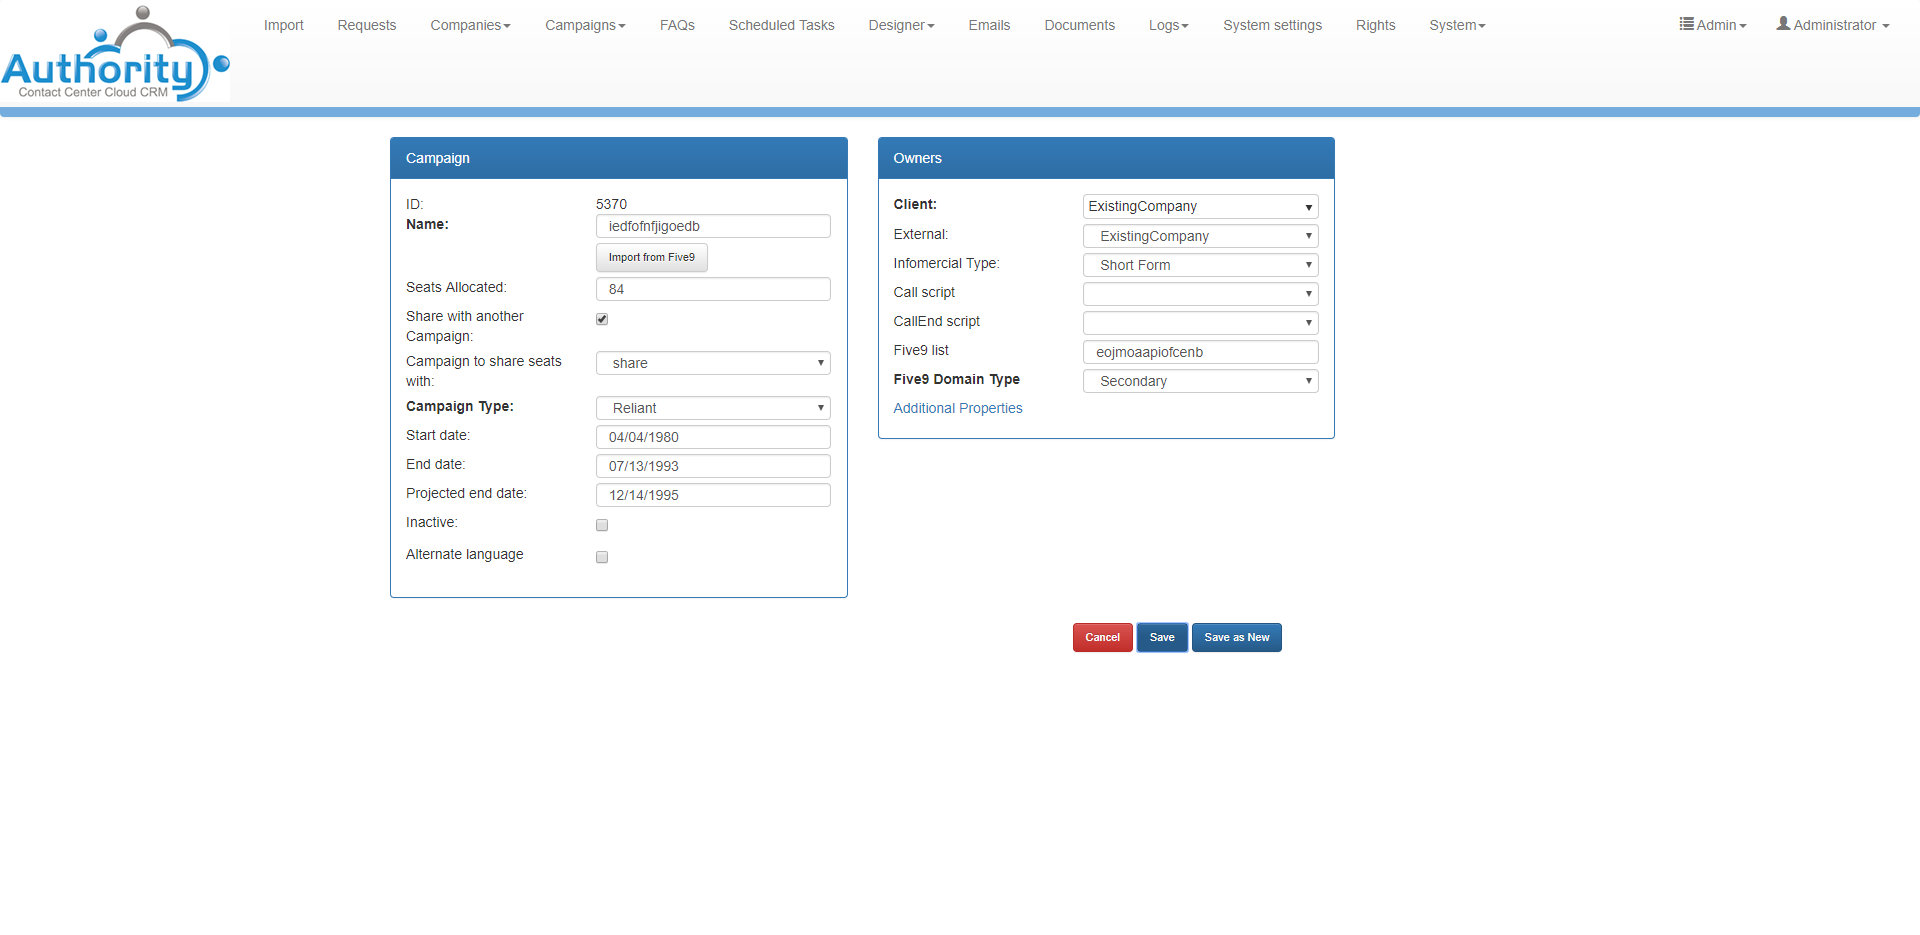 Authority
Contact Center Cloud CRM
Import Requests Companies Campaigns FAQs Scheduled Tasks Designer Emails Documents Logs System settings Rights System Admin Administrator
Campaign
ID: 5370
Name: iedfofnfjigoedb
Import from Five9
Seats Allocated: 84
Share with another
Campaign:
Campaign to share seats
with: share
Campaign Type: Reliant
Start date: 04/04/1980
End date: 07/13/1993
Projected end date: 12/14/1995
Inactive:
Alternate language
Owners
Client: ExistingCompany
External: ExistingCompany
Infomercial Type: Short Form
Call script
CallEnd script
Five9 list eojmoaapiofcenb
Five9 Domain Type Secondary
Additional Properties
Cancel Save Save as New